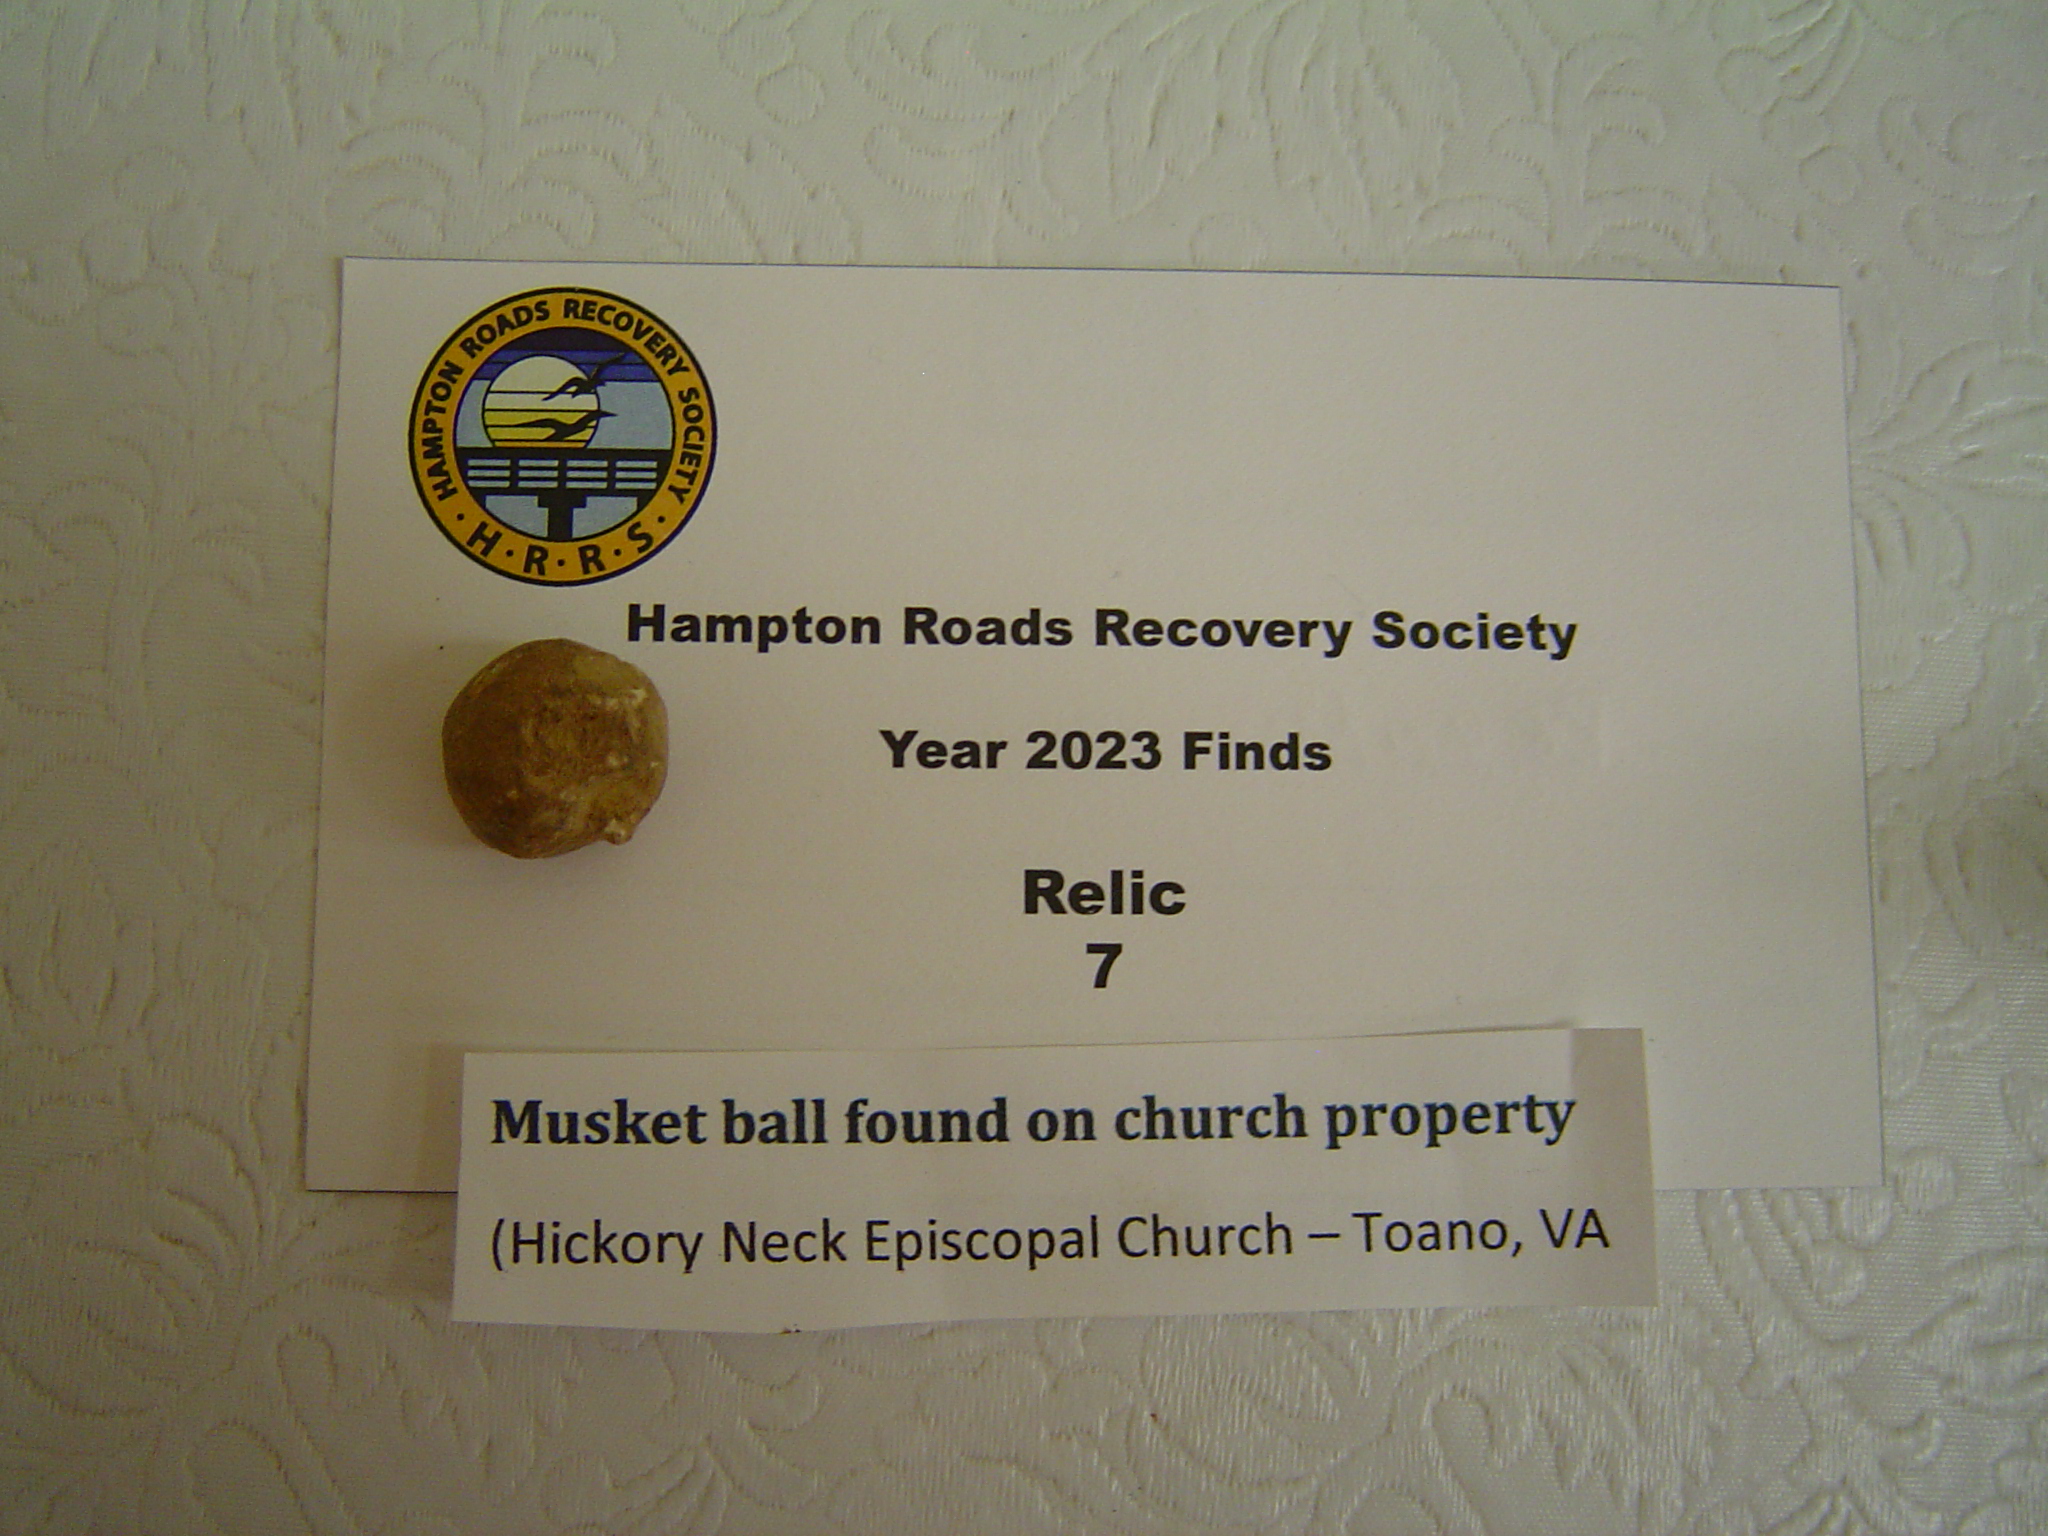 HAMPTON ROADS RECOVERY SOCIETY
· H · R · R · S ·
Hampton Roads Recovery Society
Year 2023 Finds
Relic
7
Musket ball found on church property
(Hickory Neck Episcopal Church – Toano, VA